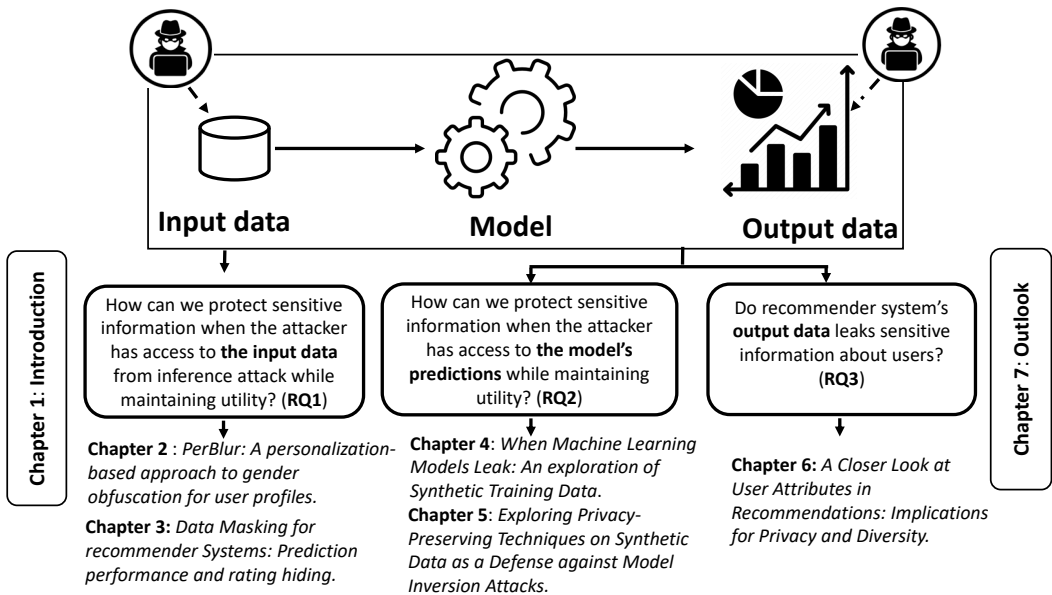 Input data
Model
Output data
Chapter 1: Introduction
How can we protect sensitive
information when the attacker
has access to the input data
from inference attack while
maintaining utility? (RQ1)
How can we protect sensitive
information when the attacker
has access to the model's
predictions while maintaining
utility? (RQ2)
Do recommender system's
output data leaks sensitive
information about users?
(RQ3)
Chapter 7: Outlook
Chapter 2 : PerBlur: A personalization-
based approach to gender
obfuscation for user profiles.
Chapter 3: Data Masking for
recommender Systems: Prediction
performance and rating hiding.
Chapter 4: When Machine Learning
Models Leak: An exploration of
Synthetic Training Data.
Chapter 5: Exploring Privacy-
Preserving Techniques on Synthetic
Data as a Defense against Model
Inversion Attacks.
Chapter 6: A Closer Look at
User Attributes in
Recommendations: Implications
for Privacy and Diversity.